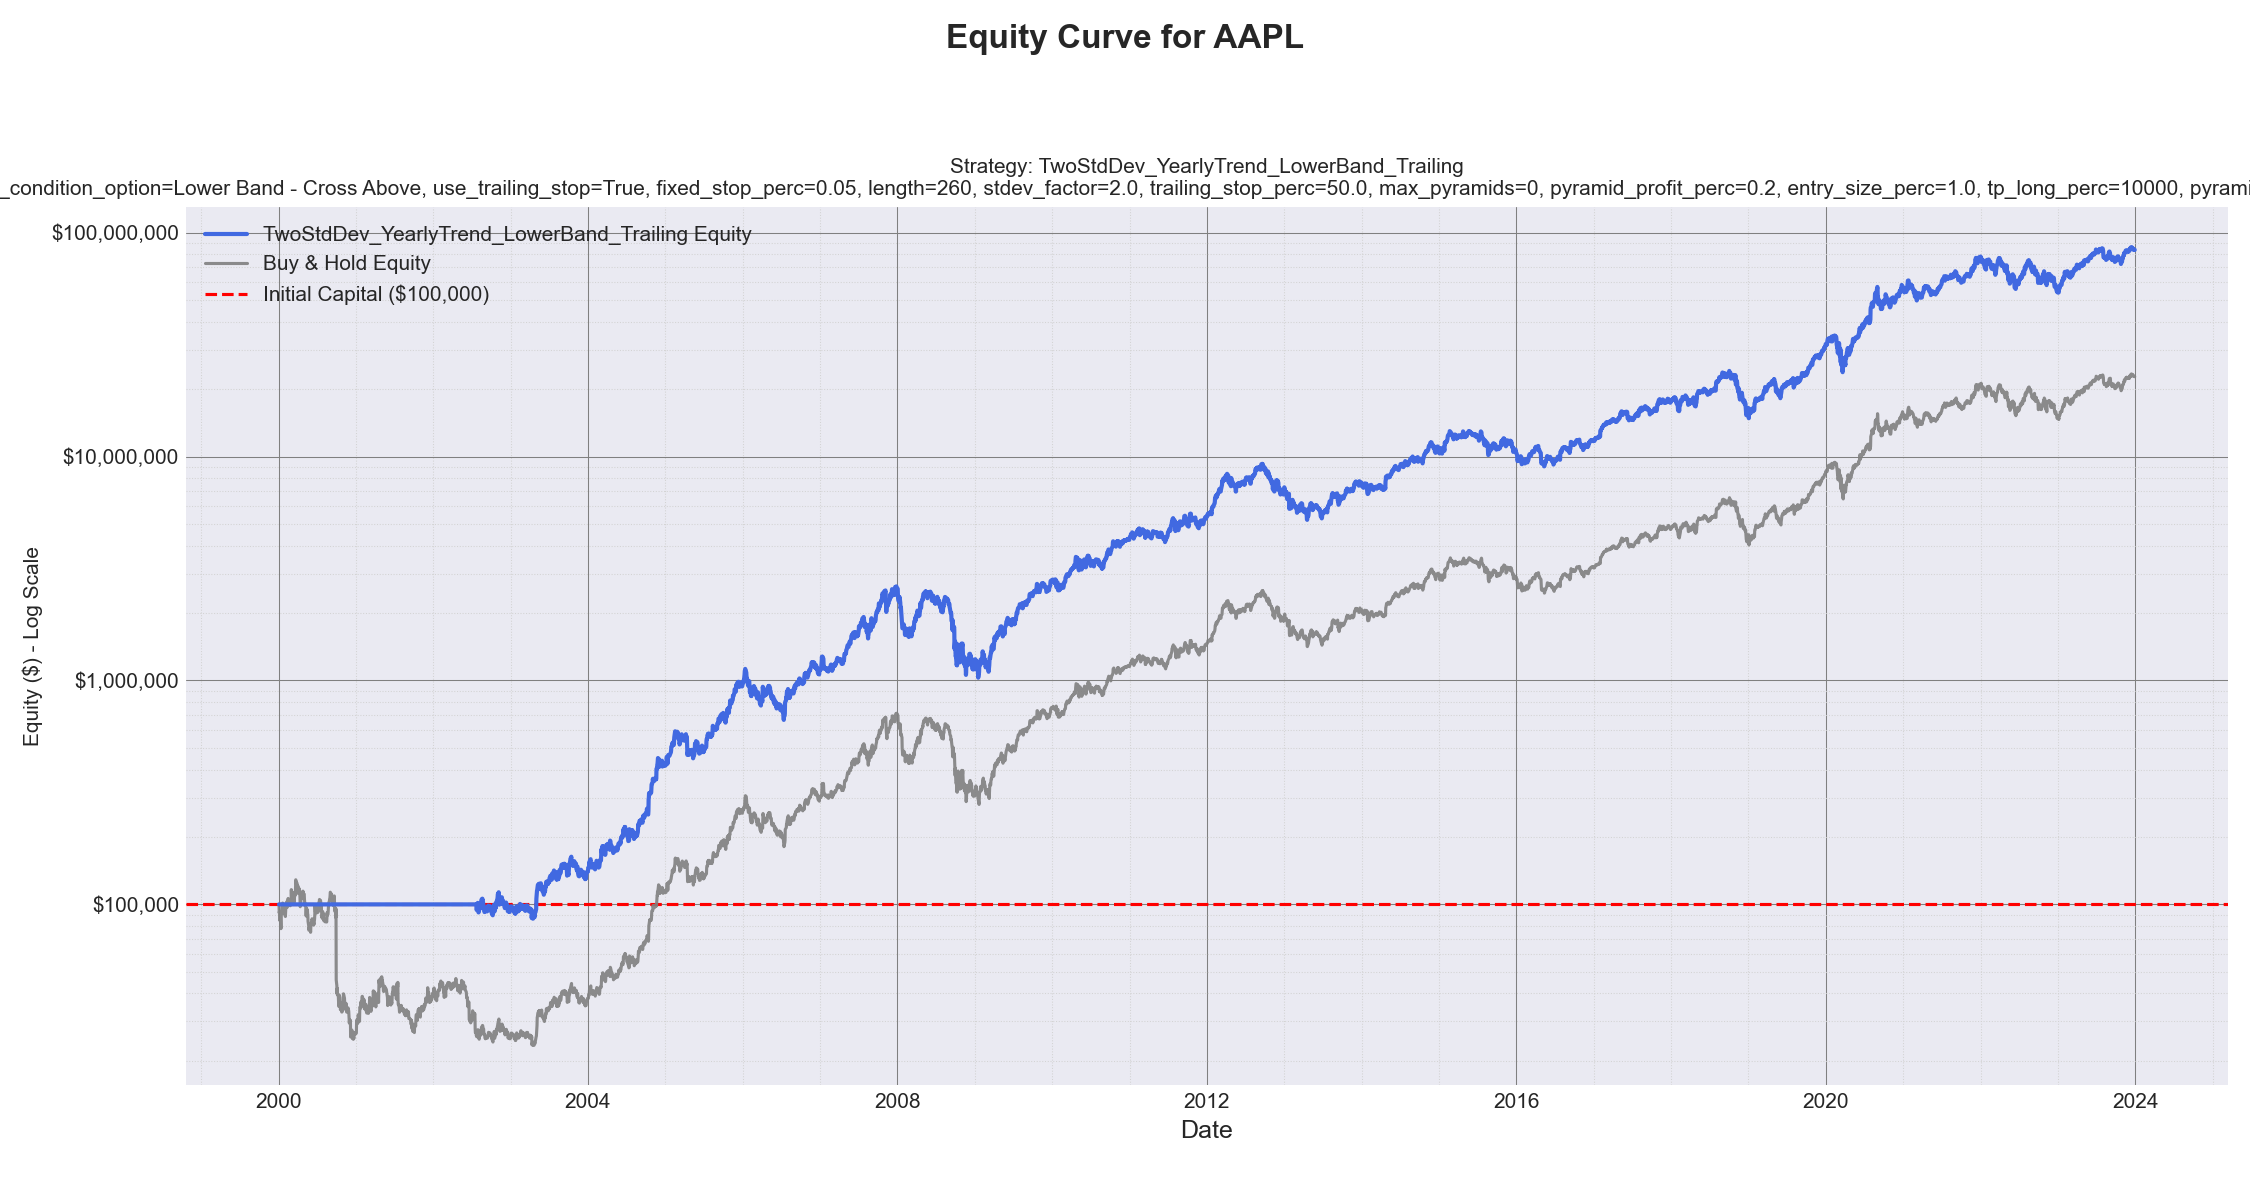 Equity Curve for AAPL
Strategy: TwoStdDev_YearlyTrend_LowerBand_Trailing
_condition_option=Lower Band - Cross Above, use_trailing_stop=True, fixed_stop_perc=0.05, length=260, stdev_factor=2.0, trailing_stop_perc=50.0, max_pyramids=0, pyramid_profit_perc=0.2, entry_size_perc=1.0, tp_long_perc=10000, pyrami
TwoStdDev_YearlyTrend_LowerBand_Trailing Equity
Buy & Hold Equity
Initial Capital ($100,000)
Equity ($) - Log Scale
$100,000,000
$10,000,000
$1,000,000
$100,000
2000
2004
2008
2012
2016
2020
2024
Date